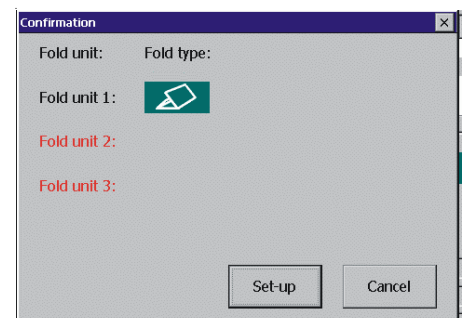 Confirmation
Fold unit: Fold type:
Fold unit 1:
Fold unit 2:
Fold unit 3:
Set-up Cancel